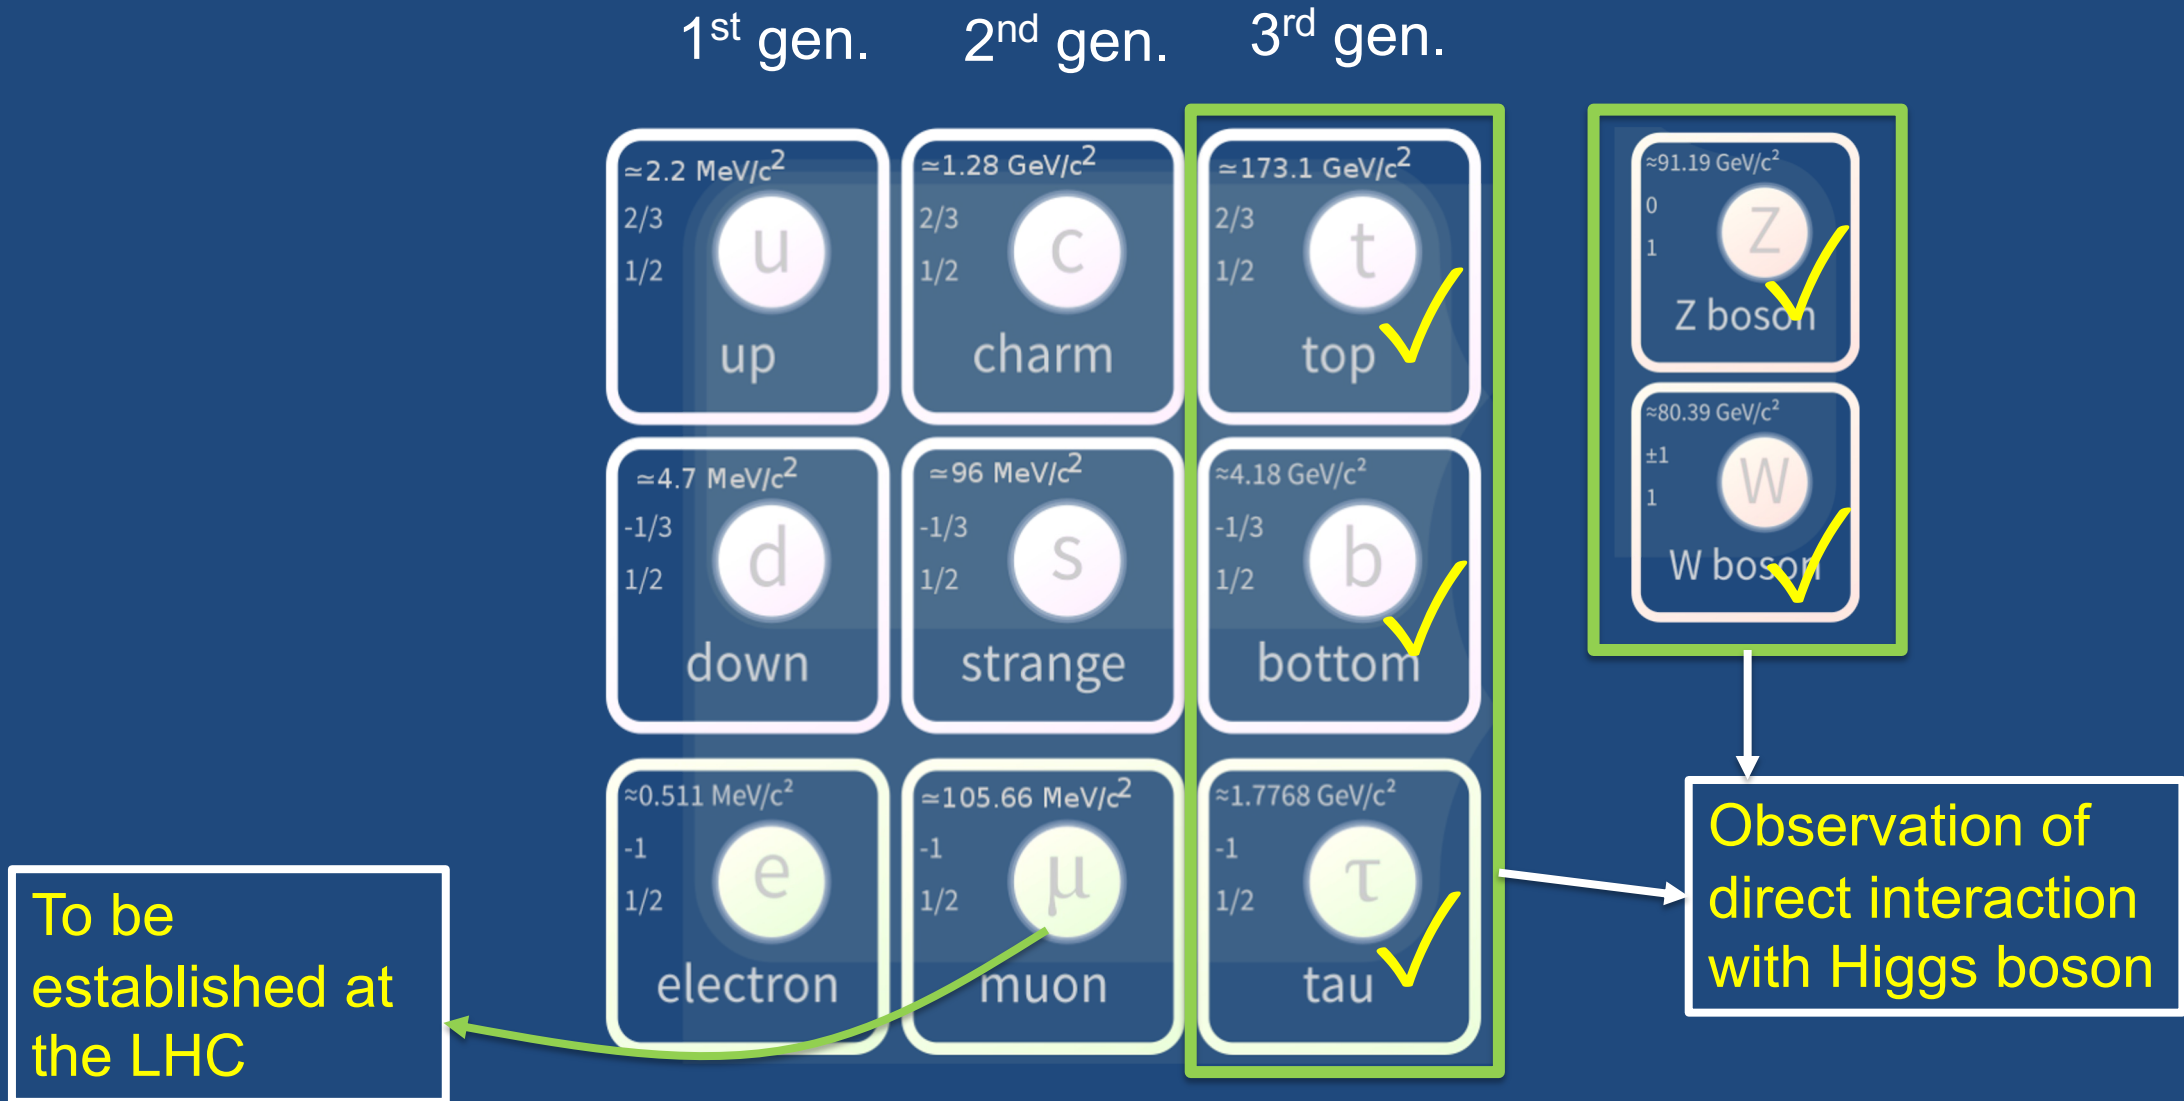 1st gen.
2nd gen.
3rd gen.
≃2.2 MeV/c²
2/3
1/2
u
up
≃1.28 GeV/c²
2/3
1/2
c
charm
≃173.1 GeV/c²
2/3
1/2
t
top
≈91.19 GeV/c²
0
1
Z
Z boson
≈80.39 GeV/c²
±1
1
W
W boson
≃4.7 MeV/c²
-1/3
1/2
d
down
≃96 MeV/c²
-1/3
1/2
s
strange
≈4.18 GeV/c²
-1/3
1/2
b
bottom
≈0.511 MeV/c²
-1
1/2
e
electron
≃105.66 MeV/c²
-1
1/2
μ
muon
≈1.7768 GeV/c²
-1
1/2
τ
tau
Observation of
direct interaction
with Higgs boson
To be
established at
the LHC